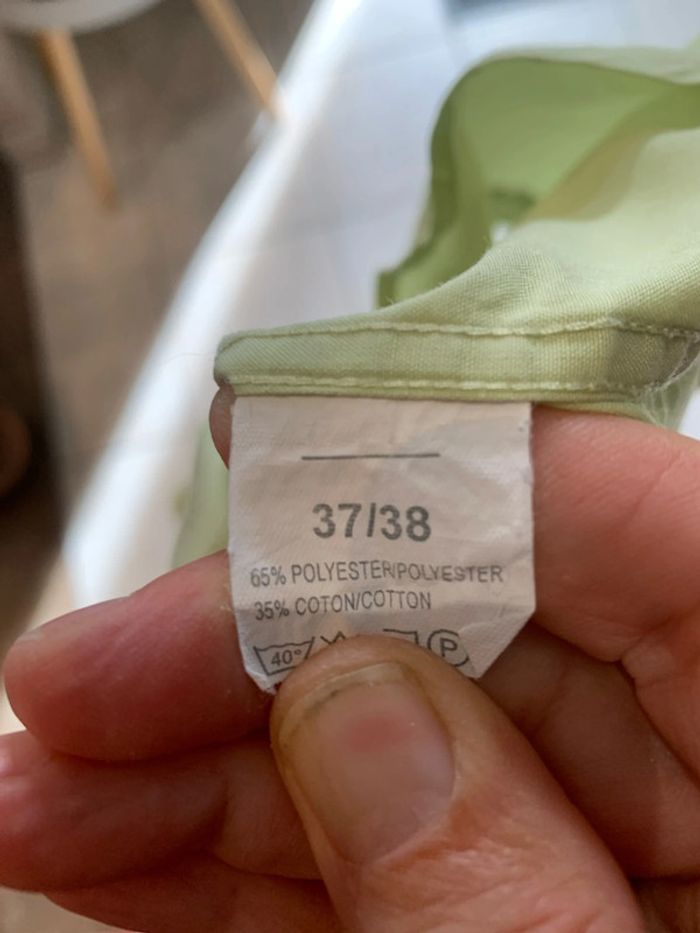 37/38
65% POLYESTER/POLYESTER
35% COTON/COTTON
40° P